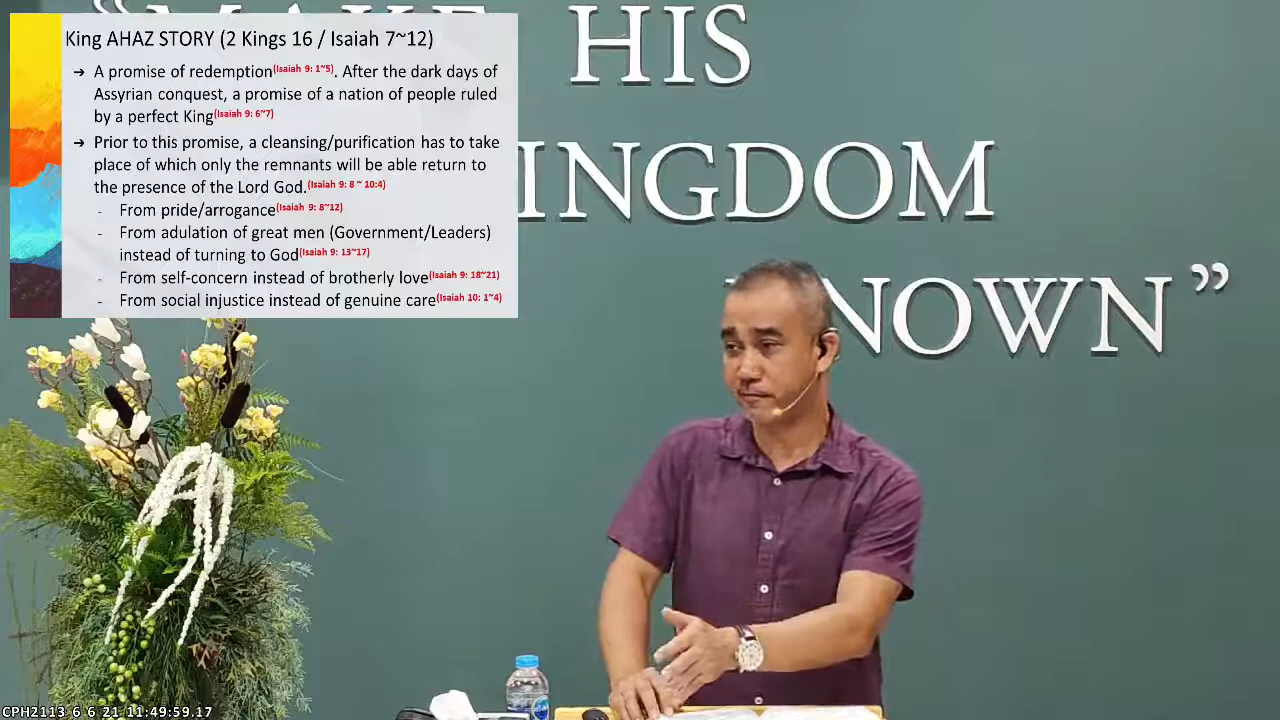 “MAKE HIS
KINGDOM
KNOWN”
King AHAZ STORY (2 Kings 16 / Isaiah 7~12)
→ A promise of redemption(Isaiah 9: 1~5). After the dark days of
Assyrian conquest, a promise of a nation of people ruled
by a perfect King(Isaiah 9: 6~7)
→ Prior to this promise, a cleansing/purification has to take
place of which only the remnants will be able return to
the presence of the Lord God.(Isaiah 9: 8 ~ 10:4)
- From pride/arrogance(Isaiah 9: 8~12)
- From adulation of great men (Government/Leaders)
instead of turning to God(Isaiah 9: 13~17)
- From self-concern instead of brotherly love(Isaiah 9: 18~21)
- From social injustice instead of genuine care(Isaiah 10: 1~4)
CPH2113 6 6 21 11:49:59.17